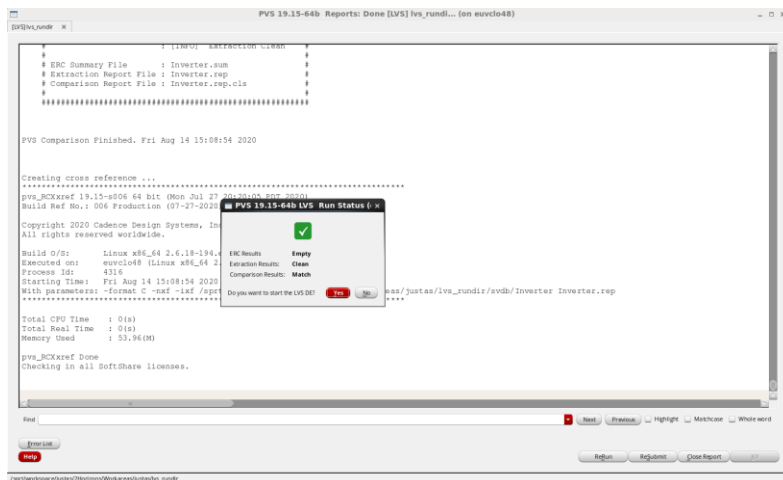 PVS 19.15-64b Reports: Done [LVS] lvs_rundi... (on euvclo48)
[LVS]lvs_rundir ×
# : [INFO] Extraction Clean #
# #
# ERC Summary File : Inverter.sum #
# Extraction Report File : Inverter.rep #
# Comparison Report File : Inverter.rep.cls #
# #
PVS Comparison Finished. Fri Aug 14 15:08:54 2020
Creating cross reference ...
pvs_RCXxref 19.15-s006 64 bit (Mon Jul 27 20:20:05 PDT 2020)
Build Ref No.: 006 Production (07-27-2020
Copyright 2020 Cadence Design Systems, In
All rights reserved worldwide.
Build O/S: Linux x86_64 2.6.18-194.e
Executed on: euvclo48 (Linux x86_64 2.
Process Id: 4316
Starting Time: Fri Aug 14 15:08:54 2020
With parameters: -format C -nxf -ixf /sprt eas/justas/lvs_rundir/svdb/Inverter Inverter.rep
Total CPU Time : 0(s)
Total Real Time : 0(s)
Memory Used : 53.96(M)
pvs_RCXxref Done
Checking in all SoftShare licenses.
PVS 19.15-64b LVS Run Status (
ERC Results Empty
Extraction Results: Clean
Comparison Results: Match
Do you want to start the LVS DE? Yes No
Find Next Previous Highlight Matchcase Whole word
Error List
Help ReRun ReSubmit Close Report